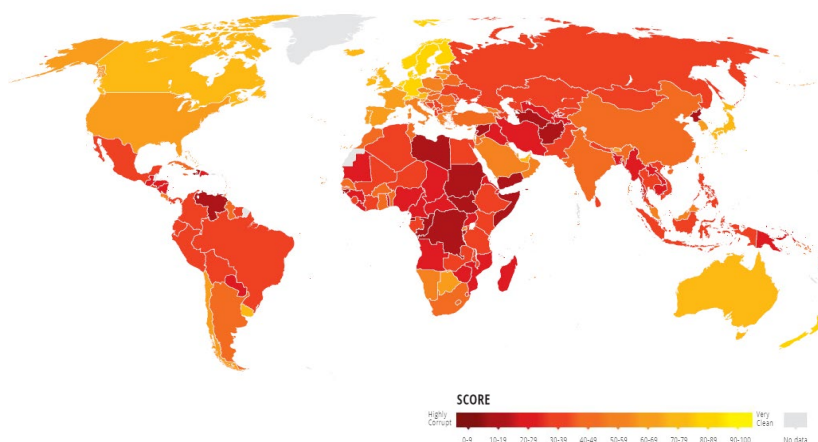 SCORE
Highly Very
Corrupt Clean
0-9 10-19 20-29 30-39 40-49 50-59 60-69 70-79 80-89 90-100 No data